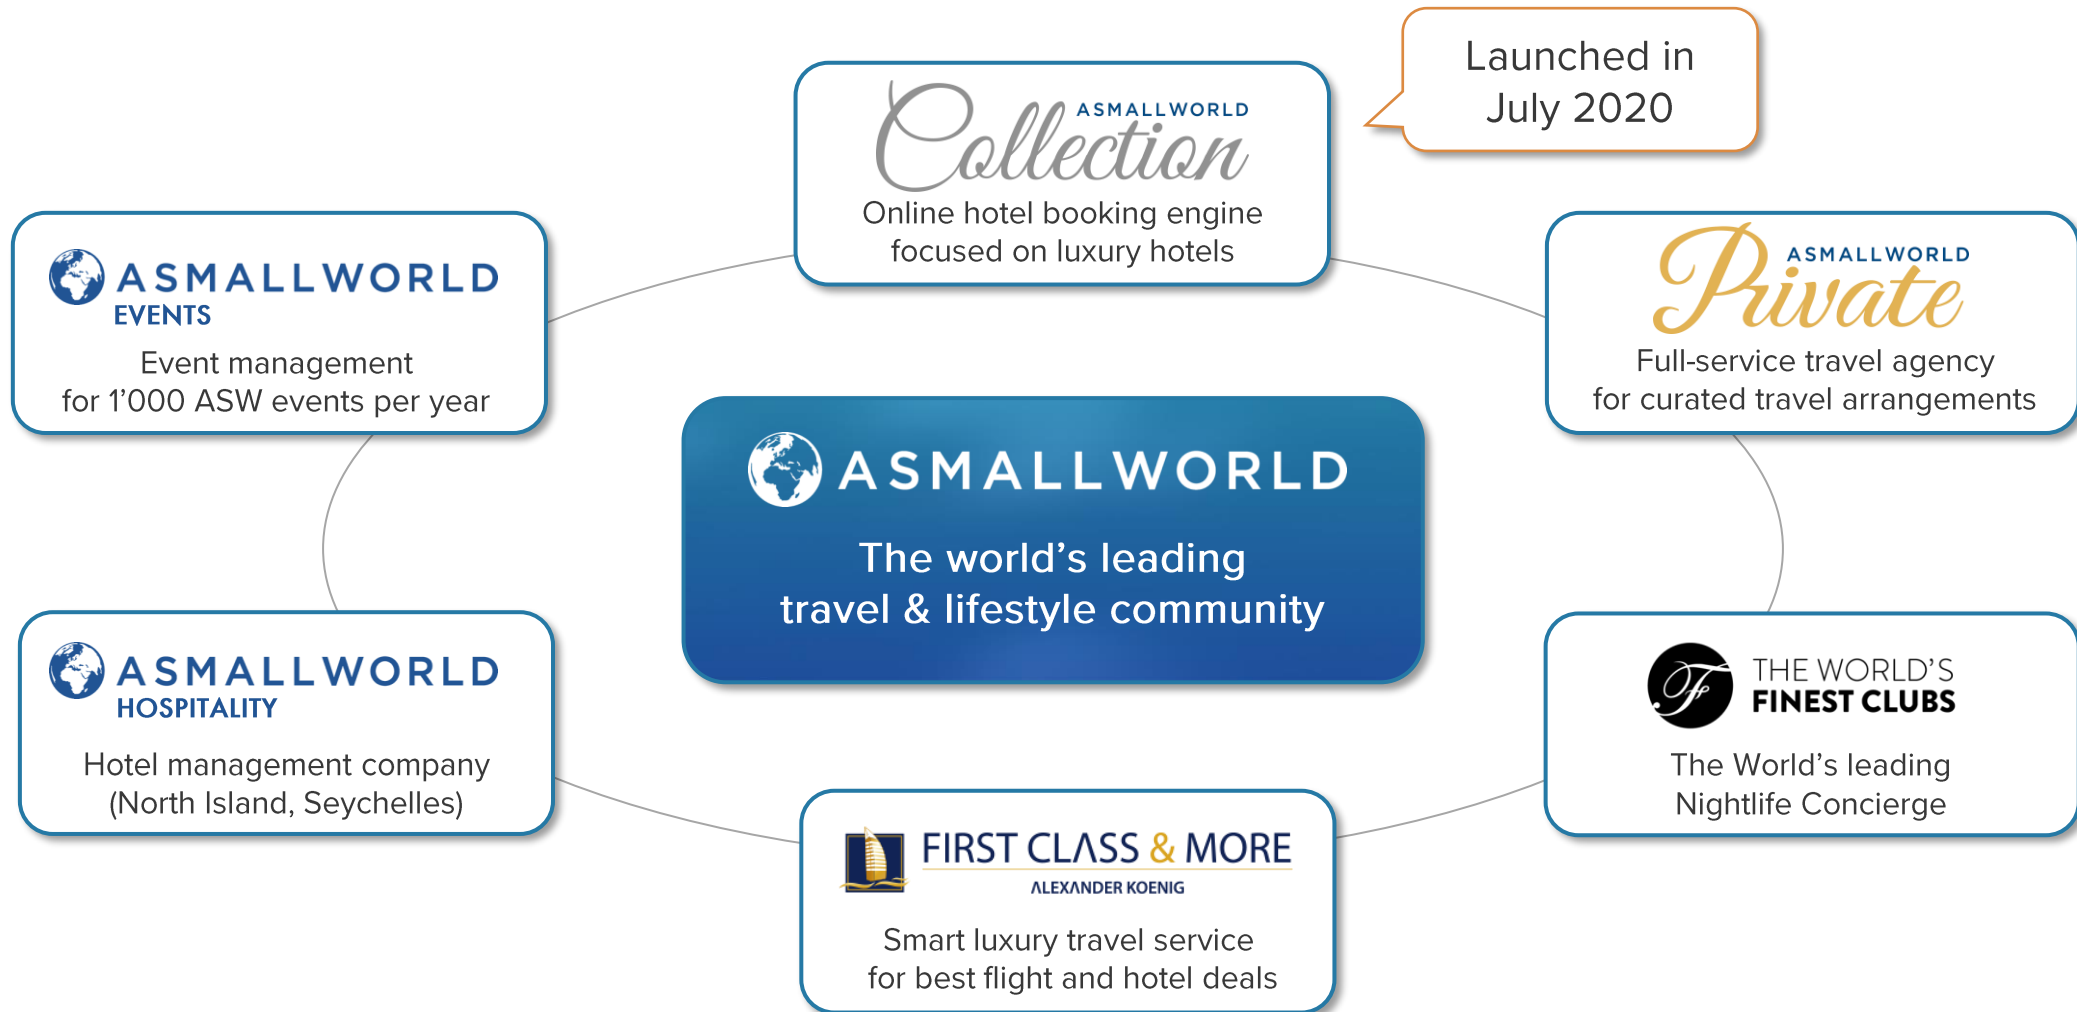 Launched in
July 2020
ASMALLWORLD
Collection
Online hotel booking engine
focused on luxury hotels
ASMALLWORLD
EVENTS
Event management
for 1’000 ASW events per year
ASMALLWORLD
Private
Full-service travel agency
for curated travel arrangements
ASMALLWORLD
The world’s leading
travel & lifestyle community
ASMALLWORLD
HOSPITALITY
Hotel management company
(North Island, Seychelles)
F
THE WORLD’S
FINEST CLUBS
The World’s leading
Nightlife Concierge
FIRST CLASS & MORE
ALEXANDER KOENIG
Smart luxury travel service
for best flight and hotel deals